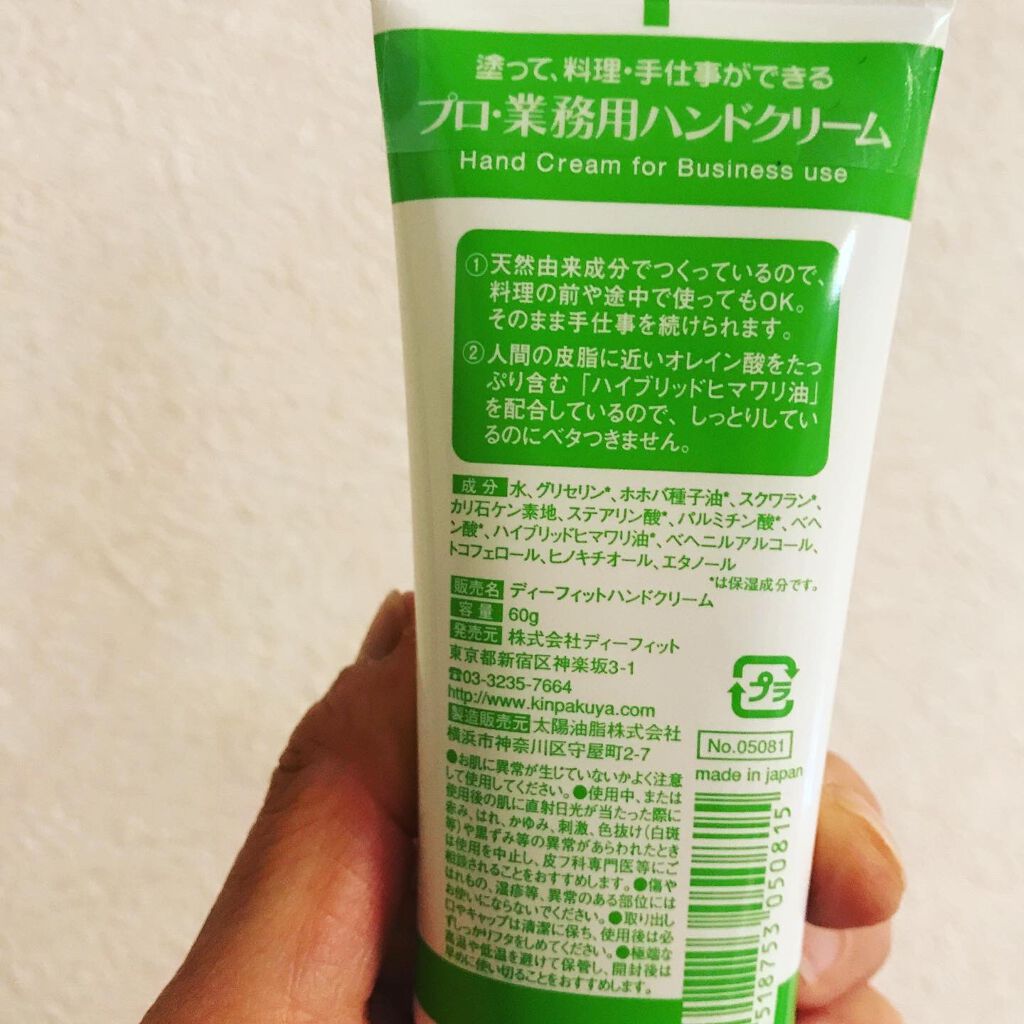 塗って、料理・手仕事ができる
プロ・業務用ハンドクリーム
Hand Cream for Business use
①天然由来成分でつくっているので、
料理の前や途中で使ってもOK。
そのまま手仕事を続けられます。
②人間の皮脂に近いオレイン酸をたっ
ぷり含む「ハイブリッドヒマワリ油」
を配合しているので、しっとりしてい
るのにベタつきません。
成分 水、グリセリン*、ホホバ種子油*、スクワラン*、
カリ石ケン素地、ステアリン酸*、パルミチン酸*、ベヘ
ン酸*、ハイブリッドヒマワリ油*、ベヘニルアルコール、
トコフェロール、ヒノキチオール、エタノール
*は保湿成分です。
販売名 ディーフィットハンドクリーム
容量 60g
発売元 株式会社ディーフィット
東京都新宿区神楽坂3-1
☎03-3235-7664
http://www.kinpakuya.com
製造販売元 太陽油脂株式会社
横浜市神奈川区守屋町2-7
プラ
No.05081
made in japan
●お肌に異常が生じていないかよく注意
して使用してください。●使用中、または
使用後の肌に直射日光が当たった際に
赤み、はれ、かゆみ、刺激、色抜け(白斑
等)や黒ずみ等の異常があらわれたとき
は使用を中止し、皮フ科専門医等にご
相談されることをおすすめします。●傷や
はれもの、湿疹等、異常のある部位には
お使いにならないでください。●取り出し
口やキャップは清潔に保ち、使用後は必
ずしっかりフタをしめてください。●極端な
高温や低温を避けて保管し、開封後は
早めに使い切ることをおすすめします。
518753 050815